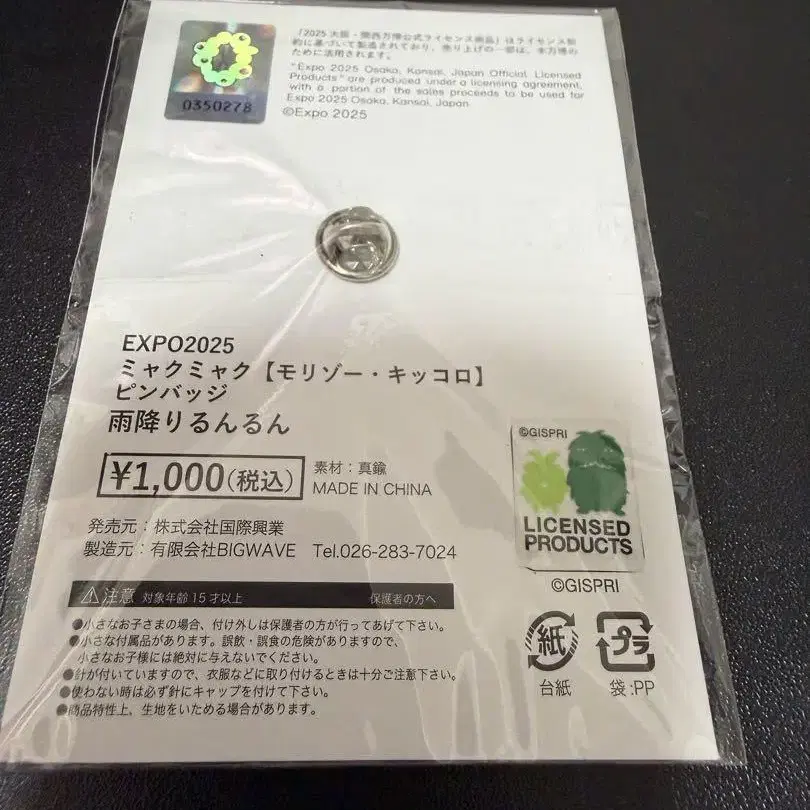 「2025 大阪・関西万博公式ライセンス商品」はライセンス契
約に基づいて製造されており、売り上げの一部は、本万博の
ために活用されます。
"Expo 2025 Osaka, Kansai, Japan Official Licensed
Products" are produced under a licensing agreement,
with a portion of the sales proceeds to be used for
Expo 2025 Osaka, Kansai, Japan
©Expo 2025
0350278
EXPO2025
ミャクミャク【モリゾー・キッコロ】
ピンバッジ
雨降りるんるん
¥1,000(税込)
素材：真鍮
MADE IN CHINA
発売元：株式会社国際興業
製造元：有限会社BIGWAVE Tel.026-283-7024
©GISPRI
LICENSED
PRODUCTS
©GISPRI
注意 対象年齢15才以上 保護者の方へ
●小さなお子さまの場合、付け外しは保護者の方が行ってあげて下さい。
●小さな付属品があります。誤飲・誤食の危険がありますので、
小さなお子様には絶対に与えないでください。
●針が付いていますので、衣服などに取り付けるときは十分ご注意下さい。
●使わない時は必ず針にキャップを付けて下さい。
●商品特性上、生地をいためる場合があります。
紙
台紙
プラ
袋:PP